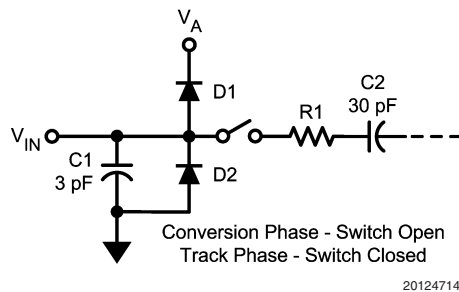 VA
D1
C2
30 pF
R1
VIN
C1
3 pF
D2
Conversion Phase - Switch Open
Track Phase - Switch Closed
20124714